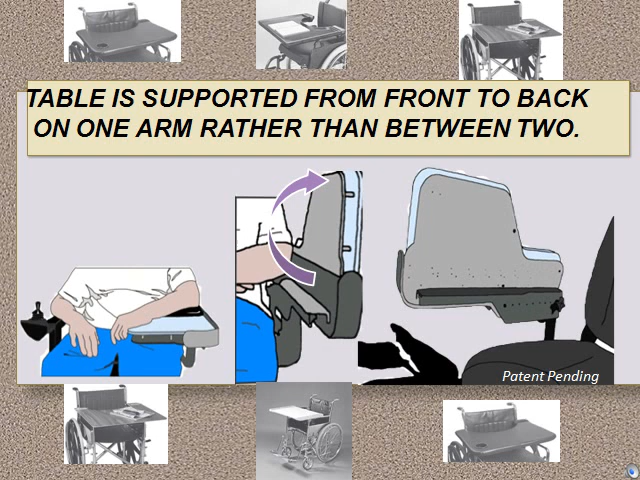 TABLE IS SUPPORTED FROM FRONT TO BACK
ON ONE ARM RATHER THAN BETWEEN TWO.
Patent Pending